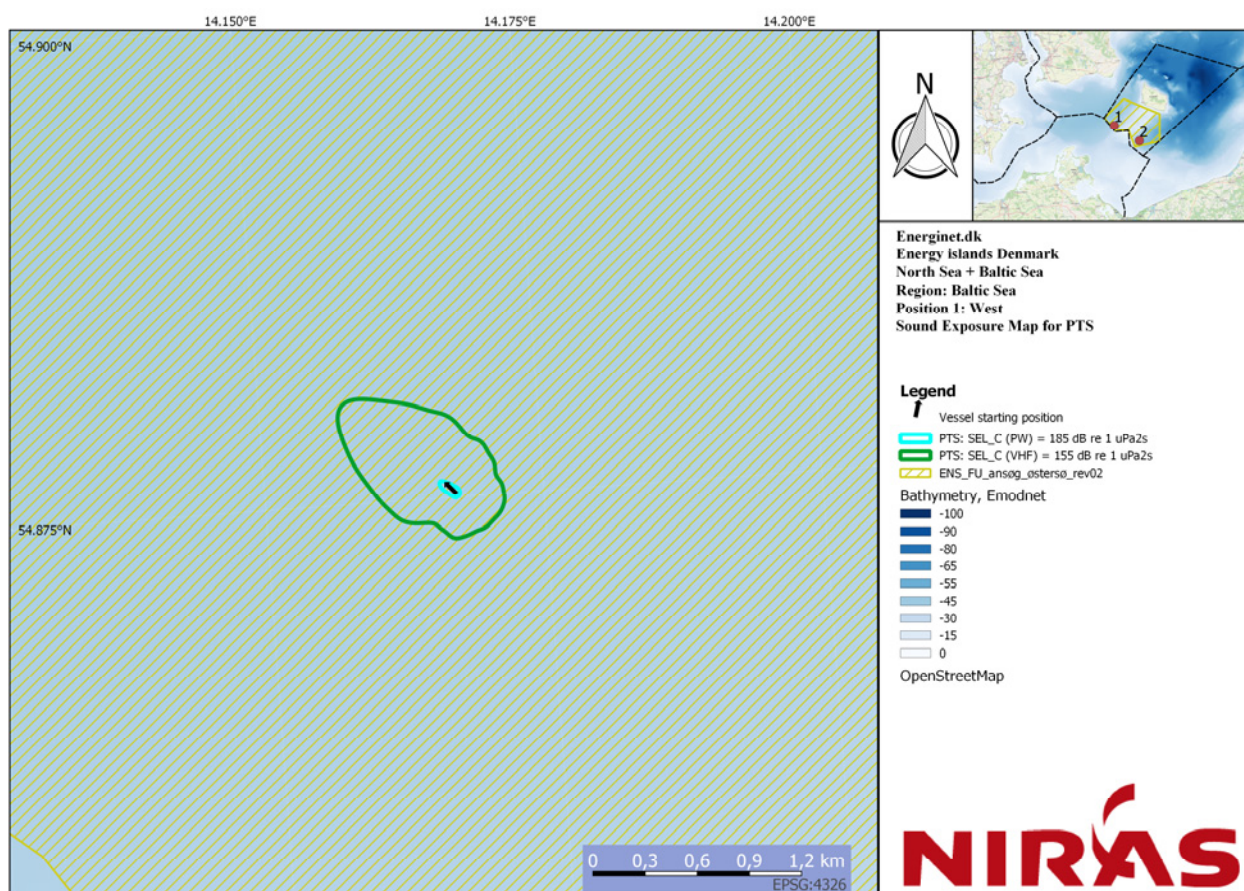 14.150°E 14.175°E 14.200°E
54.900°N
54.875°N
0 0,3 0,6 0,9 1,2 km
EPSG:4326
N
1
2
Energinet.dk
Energy islands Denmark
North Sea + Baltic Sea
Region: Baltic Sea
Position 1: West
Sound Exposure Map for PTS
Legend
Vessel starting position
PTS: SEL_C (PW) = 185 dB re 1 uPa2s
PTS: SEL_C (VHF) = 155 dB re 1 uPa2s
ENS_FU_ansøg_østersø_rev02
Bathymetry, Emodnet
-100
-90
-80
-65
-55
-45
-30
-15
0
OpenStreetMap
NIRAS